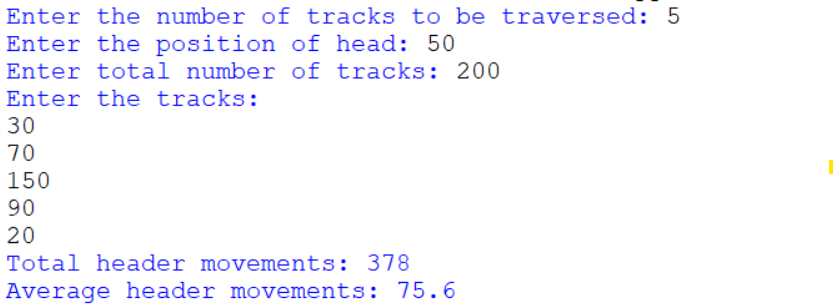 Enter the number of tracks to be traversed: 5
Enter the position of head: 50
Enter total number of tracks: 200
Enter the tracks:
30
70
150
90
20
Total header movements: 378
Average header movements: 75.6